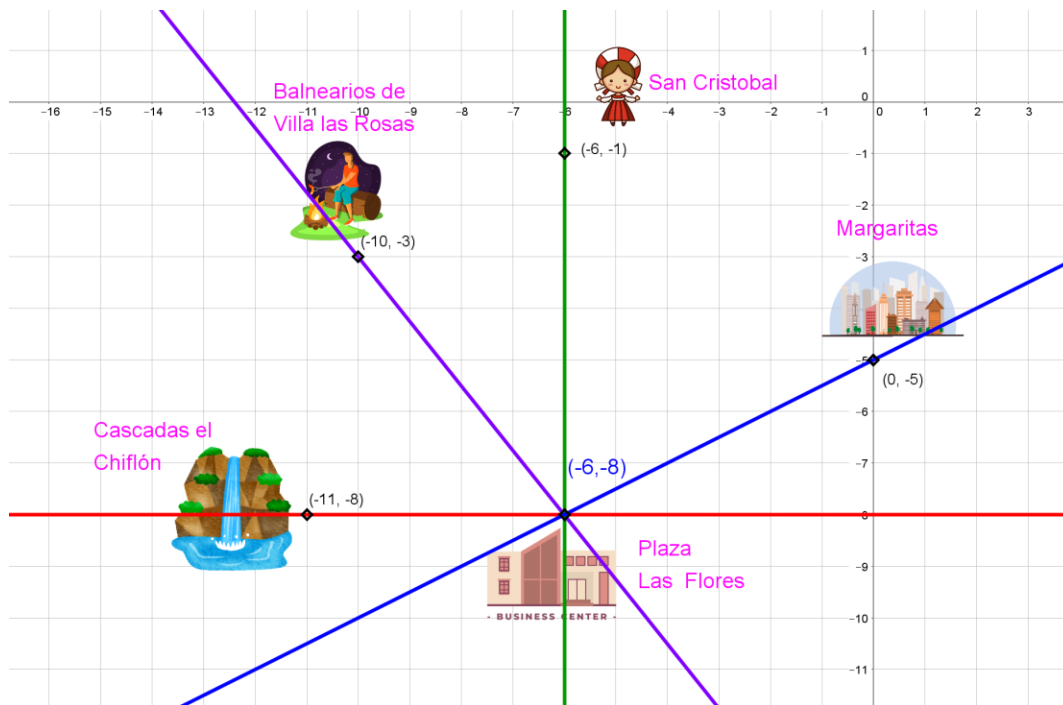 Balnearios de
Villa las Rosas
San Cristobal
1
-16 -15 -14 -13 -12 -11 -10 -9 -8 -7 -6 -5 -4 -3 -2 -1 0 1 2 3
0
-1
(-6, -1)
-2
Margaritas
(-10, -3)
-3
-5
(0, -5)
-6
Cascadas el
Chiflón
(-6,-8)
-7
(-11, -8)
-8
Plaza
Las Flores
-9
- BUSINESS CENTER -
-10
-11